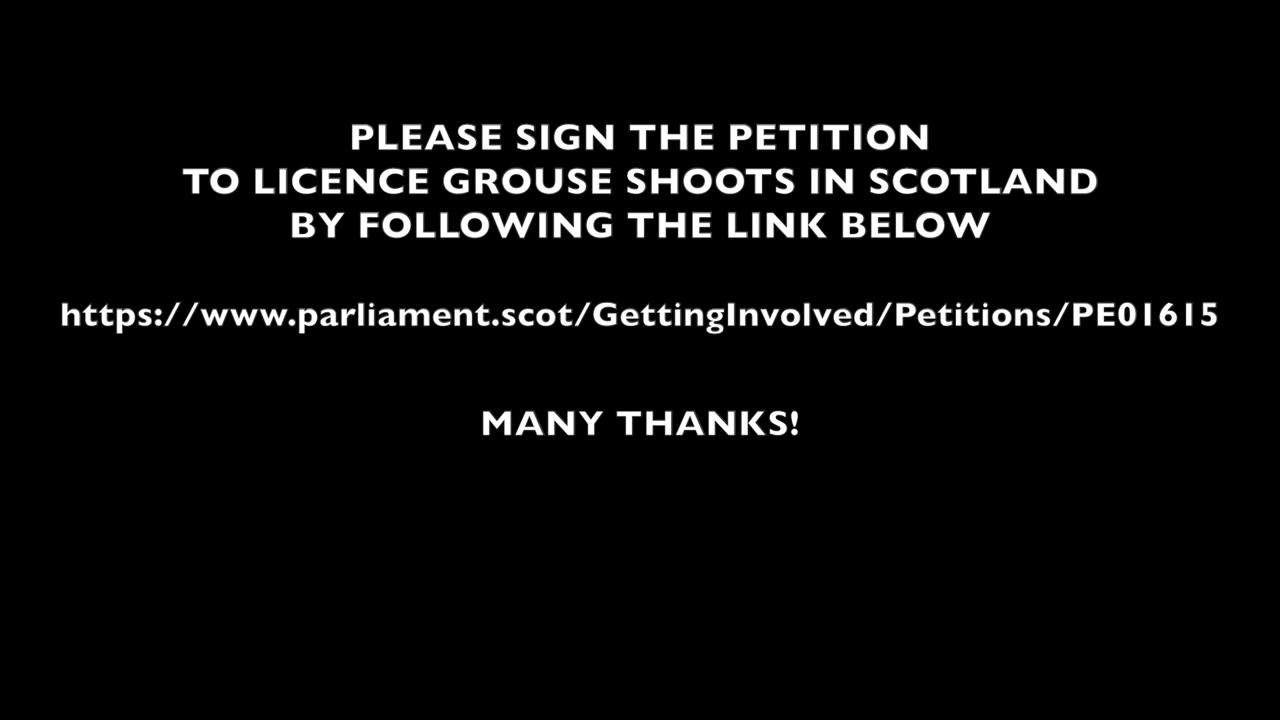 PLEASE SIGN THE PETITION
TO LICENCE GROUSE SHOOTS IN SCOTLAND
BY FOLLOWING THE LINK BELOW
https://www.parliament.scot/GettingInvolved/Petitions/PE01615
MANY THANKS!